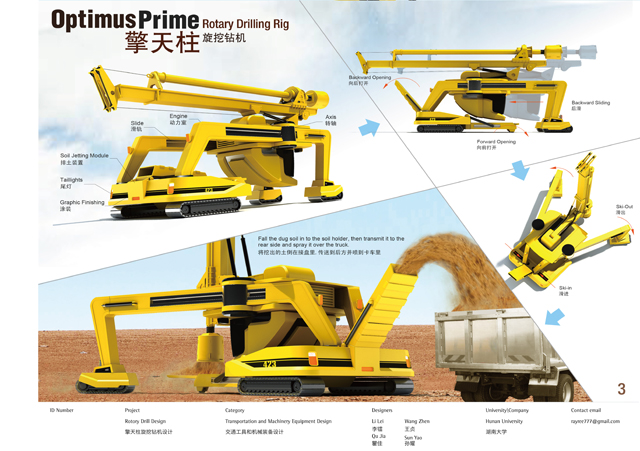 OptimusPrime Rotary Drilling Rig
擎天柱 旋挖钻机
Backward Opening
向后打开
Engine
动力室
Axis
转轴
Slide
滑轨
Backward Sliding
后滑
Forward Opening
向前打开
Soil Jetting Module
排土装置
Taillights
尾灯
Graphic Finishing
涂装
Ski-Out
滑出
Ski-in
滑进
Fall the dug soil in to the soil holder, then transmit it to the
rear side and spray it over the truck.
将挖出的土倒在接盘里, 传送到后方并喷到卡车里
423
3
ID Number
Project
Rotary Drill Design
擎天柱旋挖钻机设计
Category
Transportation and Machinery Equipment Design
交通工具和机械装备设计
Designers
Li Lei
李镭
Qu Jia
瞿佳
Wang Zhen
王贞
Sun Yao
孙耀
University\Company
Hunan University
湖南大学
Contact email